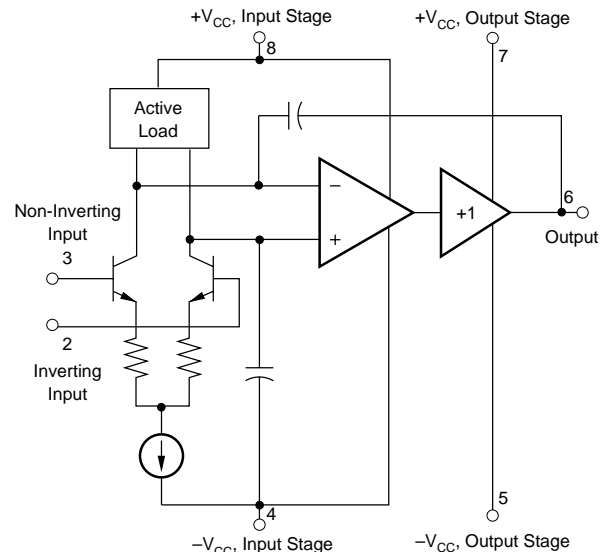 +VCC, Input Stage
+VCC, Output Stage
8
7
Active
Load
−
+
+1
6
Output
Non-Inverting
Input
3
2
Inverting
Input
5
4
–VCC, Input Stage
–VCC, Output Stage